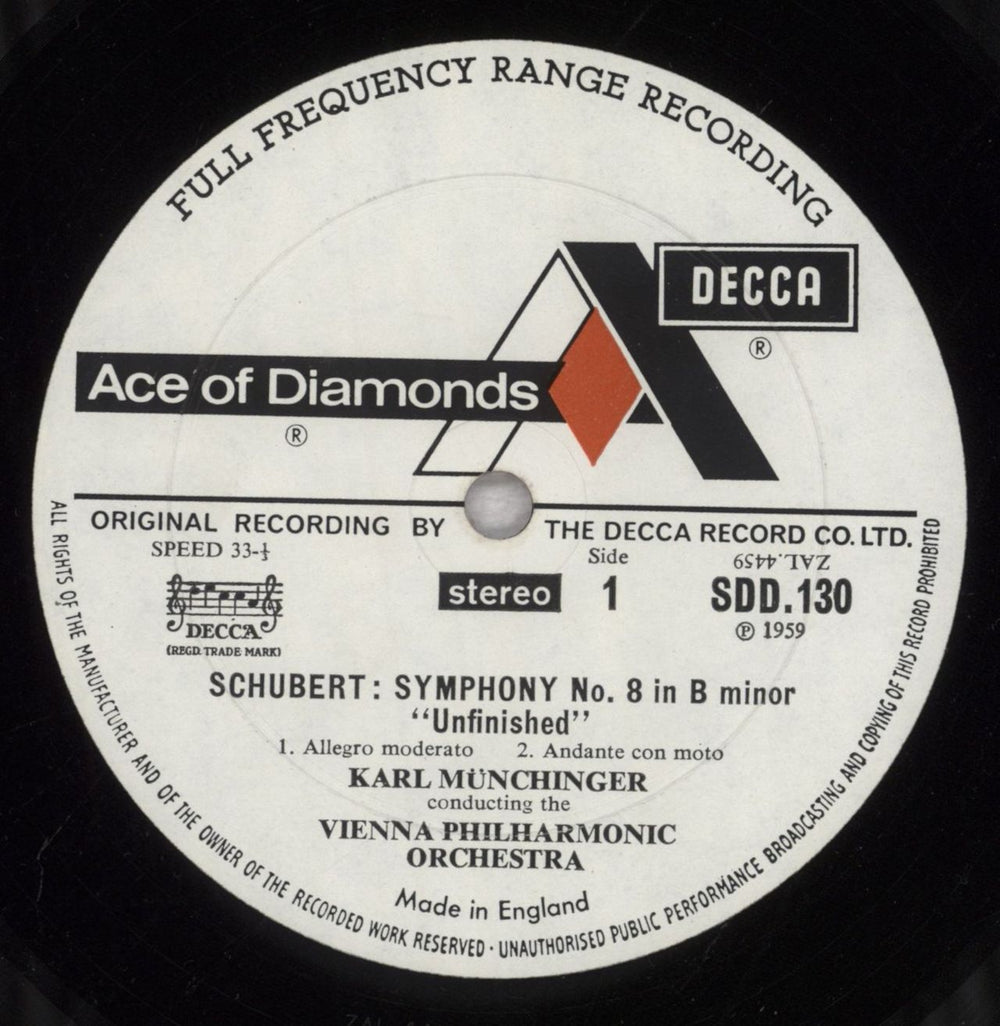 FULL FREQUENCY RANGE RECORDING
DECCA
®
Ace of Diamonds
®
ORIGINAL RECORDING BY THE DECCA RECORD CO. LTD.
SPEED 33-⅓
Side
ZAL.4459
stereo
1
SDD.130
℗ 1959
DECCA
(REGD. TRADE MARK)
SCHUBERT: SYMPHONY No. 8 in B minor
“Unfinished”
1. Allegro moderato 2. Andante con moto
KARL MÜNCHINGER
conducting the
VIENNA PHILHARMONIC
ORCHESTRA
Made in England
ALL RIGHTS OF THE MANUFACTURER AND OF THE OWNER OF THE RECORDED WORK RESERVED · UNAUTHORISED PUBLIC PERFORMANCE BROADCASTING AND COPYING OF THIS RECORD PROHIBITED